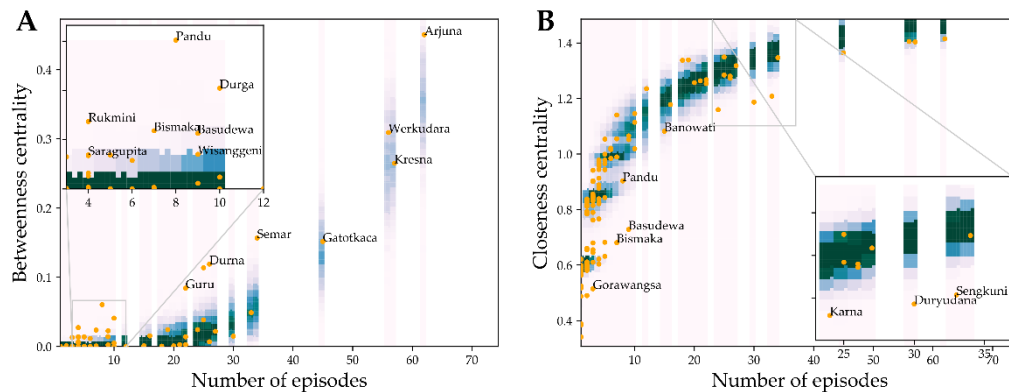 A
B
Betweenness centrality
0.4
0.3
0.2
0.1
0.0
10
20
30
40
50
60
70
Number of episodes
Pandu
Durga
Rukmini
Bismaka
Basudewa
Saragupita
Wisanggeni
4
6
8
10
12
Arjuna
Werkudara
Kresna
Semar
Gatotkaca
Durna
Guru
Closeness centrality
1.4
1.2
1.0
0.8
0.6
0.4
10
20
30
40
50
60
70
Number of episodes
Banowati
Pandu
Basudewa
Bismaka
Gorawangsa
Sengkuni
Duryudana
Karna
25
30
35